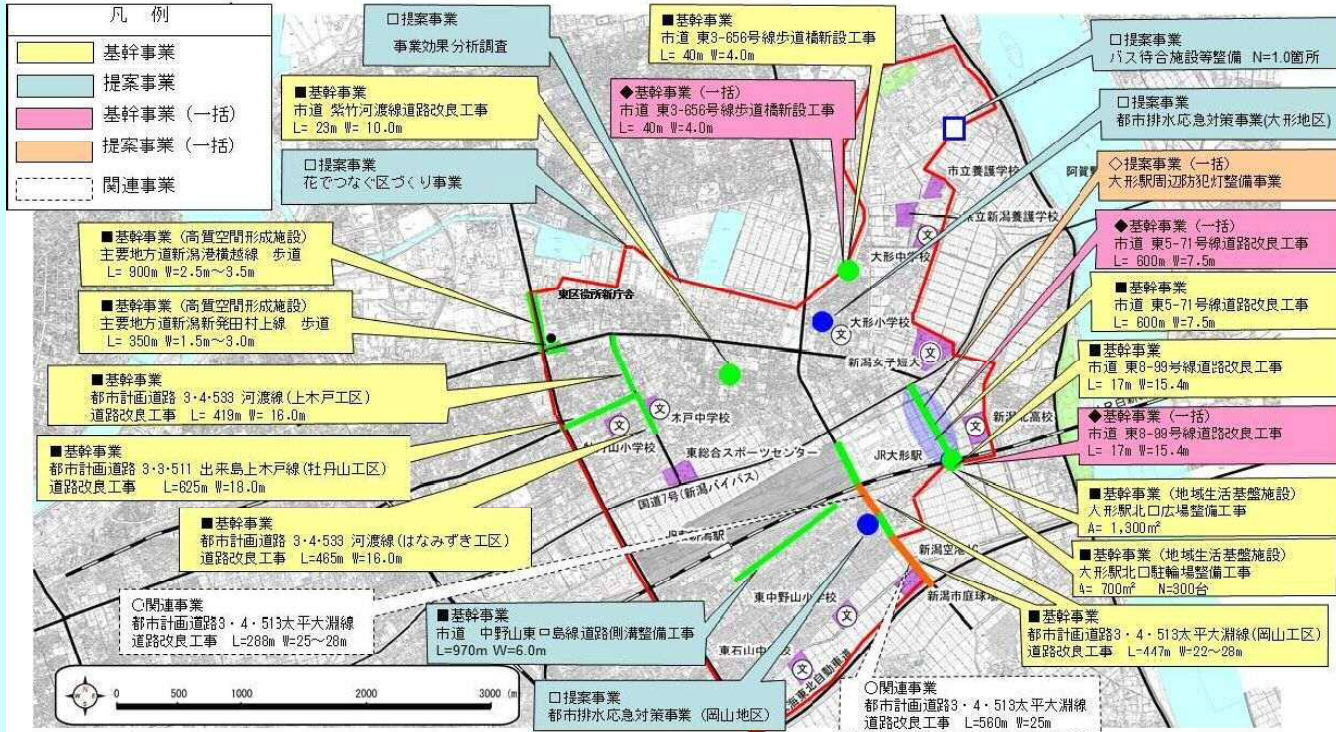 凡 例
基幹事業
提案事業
基幹事業（一括）
提案事業（一括）
関連事業
□提案事業
事業効果分析調査
■基幹事業
市道 東3-656号線歩道橋新設工事
L= 40m W=4.0m
□提案事業
バス待合施設等整備 N=1.0箇所
■基幹事業
市道 紫竹河渡線道路改良工事
L= 23m W= 10.0m
◆基幹事業（一括）
市道 東3-656号線歩道橋新設工事
L= 40m W=4.0m
□提案事業
都市排水応急対策事業(大形地区)
□提案事業
花でつなぐ区づくり事業
◇提案事業（一括）
大形駅周辺防犯灯整備事業
■基幹事業（高質空間形成施設）
主要地方道新潟港横越線 歩道
L= 900m W=2.5m～3.5m
◆基幹事業（一括）
市道 東5-71号線道路改良工事
L= 600m W=7.5m
■基幹事業（高質空間形成施設）
主要地方道新潟新発田村上線 歩道
L= 350m W=1.5m～3.0m
■基幹事業
市道 東5-71号線道路改良工事
L= 600m W=7.5m
■基幹事業
市道 東8-99号線道路改良工事
L= 17m W=15.4m
■基幹事業
都市計画道路 3･4･533 河渡線（上木戸工区）
道路改良工事 L= 419m W= 16.0m
◆基幹事業（一括）
市道 東8-99号線道路改良工事
L= 17m W=15.4m
■基幹事業
都市計画道路 3･3･511 出来島上木戸線（牡丹山工区）
道路改良工事 L=625m W=18.0m
■基幹事業（地域生活基盤施設）
大形駅北口広場整備工事
A= 1,300㎡
■基幹事業
都市計画道路 3･4･533 河渡線（はなみずき工区）
道路改良工事 L=465m W=16.0m
■基幹事業（地域生活基盤施設）
大形駅北口駐輪場整備工事
A= 700㎡ N=300台
○関連事業
都市計画道路3・4・513太平大淵線
道路改良工事 L=288m W=25～28m
■基幹事業
市道 中野山東中島線道路側溝整備工事
L=970m W=6.0m
■基幹事業
都市計画道路3・4・513太平大淵線（岡山工区）
道路改良工事 L=447m W=22～28m
□提案事業
都市排水応急対策事業（岡山地区）
○関連事業
都市計画道路3・4・513太平大淵線
道路改良工事 L=560m W=25m
市立養護学校
県立新潟養護学校
大形中学校
東区役所新庁舎
大形小学校
新潟女子短大
木戸中学校
牡丹山小学校
東総合スポーツセンター
新潟北高校
JR大形駅
国道7号（新潟バイパス）
JR東新潟駅
新潟空港IC
新潟市庭球場
東中野山小学校
東石山中学校
文
文
文
文
文
文
文
文
0 500 1000 2000 3000 (m)